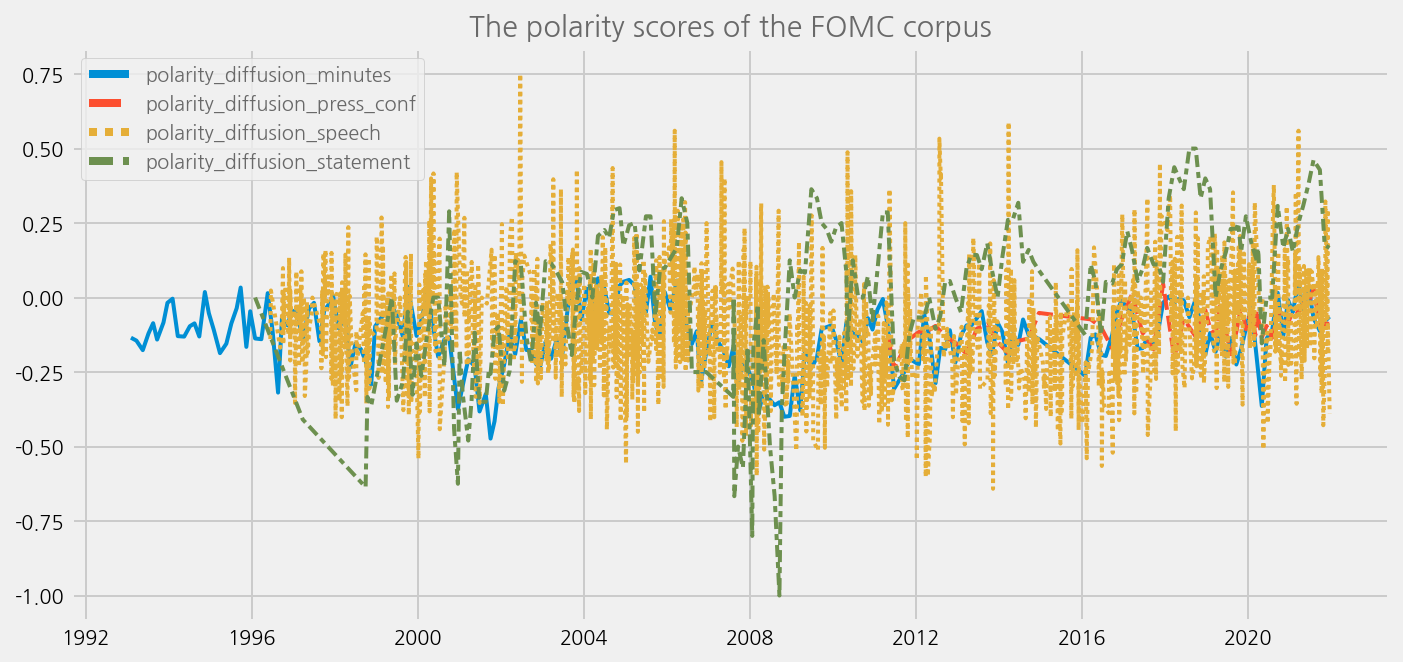 The polarity scores of the FOMC corpus
polarity_diffusion_minutes
polarity_diffusion_press_conf
polarity_diffusion_speech
polarity_diffusion_statement
0.75
0.50
0.25
0.00
-0.25
-0.50
-0.75
-1.00
1992 1996 2000 2004 2008 2012 2016 2020